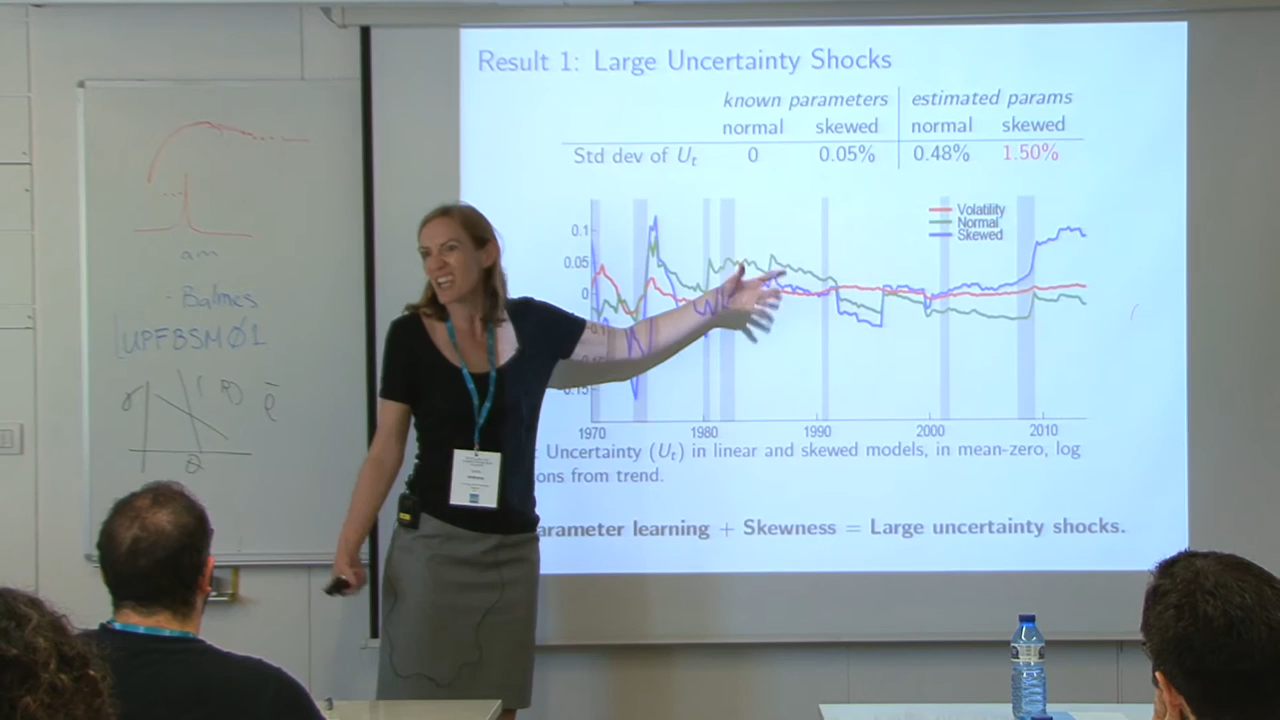 Result 1: Large Uncertainty Shocks
known parameters estimated params
normal skewed normal skewed
Std dev of Ut 0 0.05% 0.48% 1.50%
Volatility
Normal
Skewed
0.1
0.05
0
1970 1980 1990 2000 2010
Uncertainty (Ut) in linear and skewed models, in mean-zero, log
ons from trend.
arameter learning + Skewness = Large uncertainty shocks.
Balmes
UPFBSMØ1